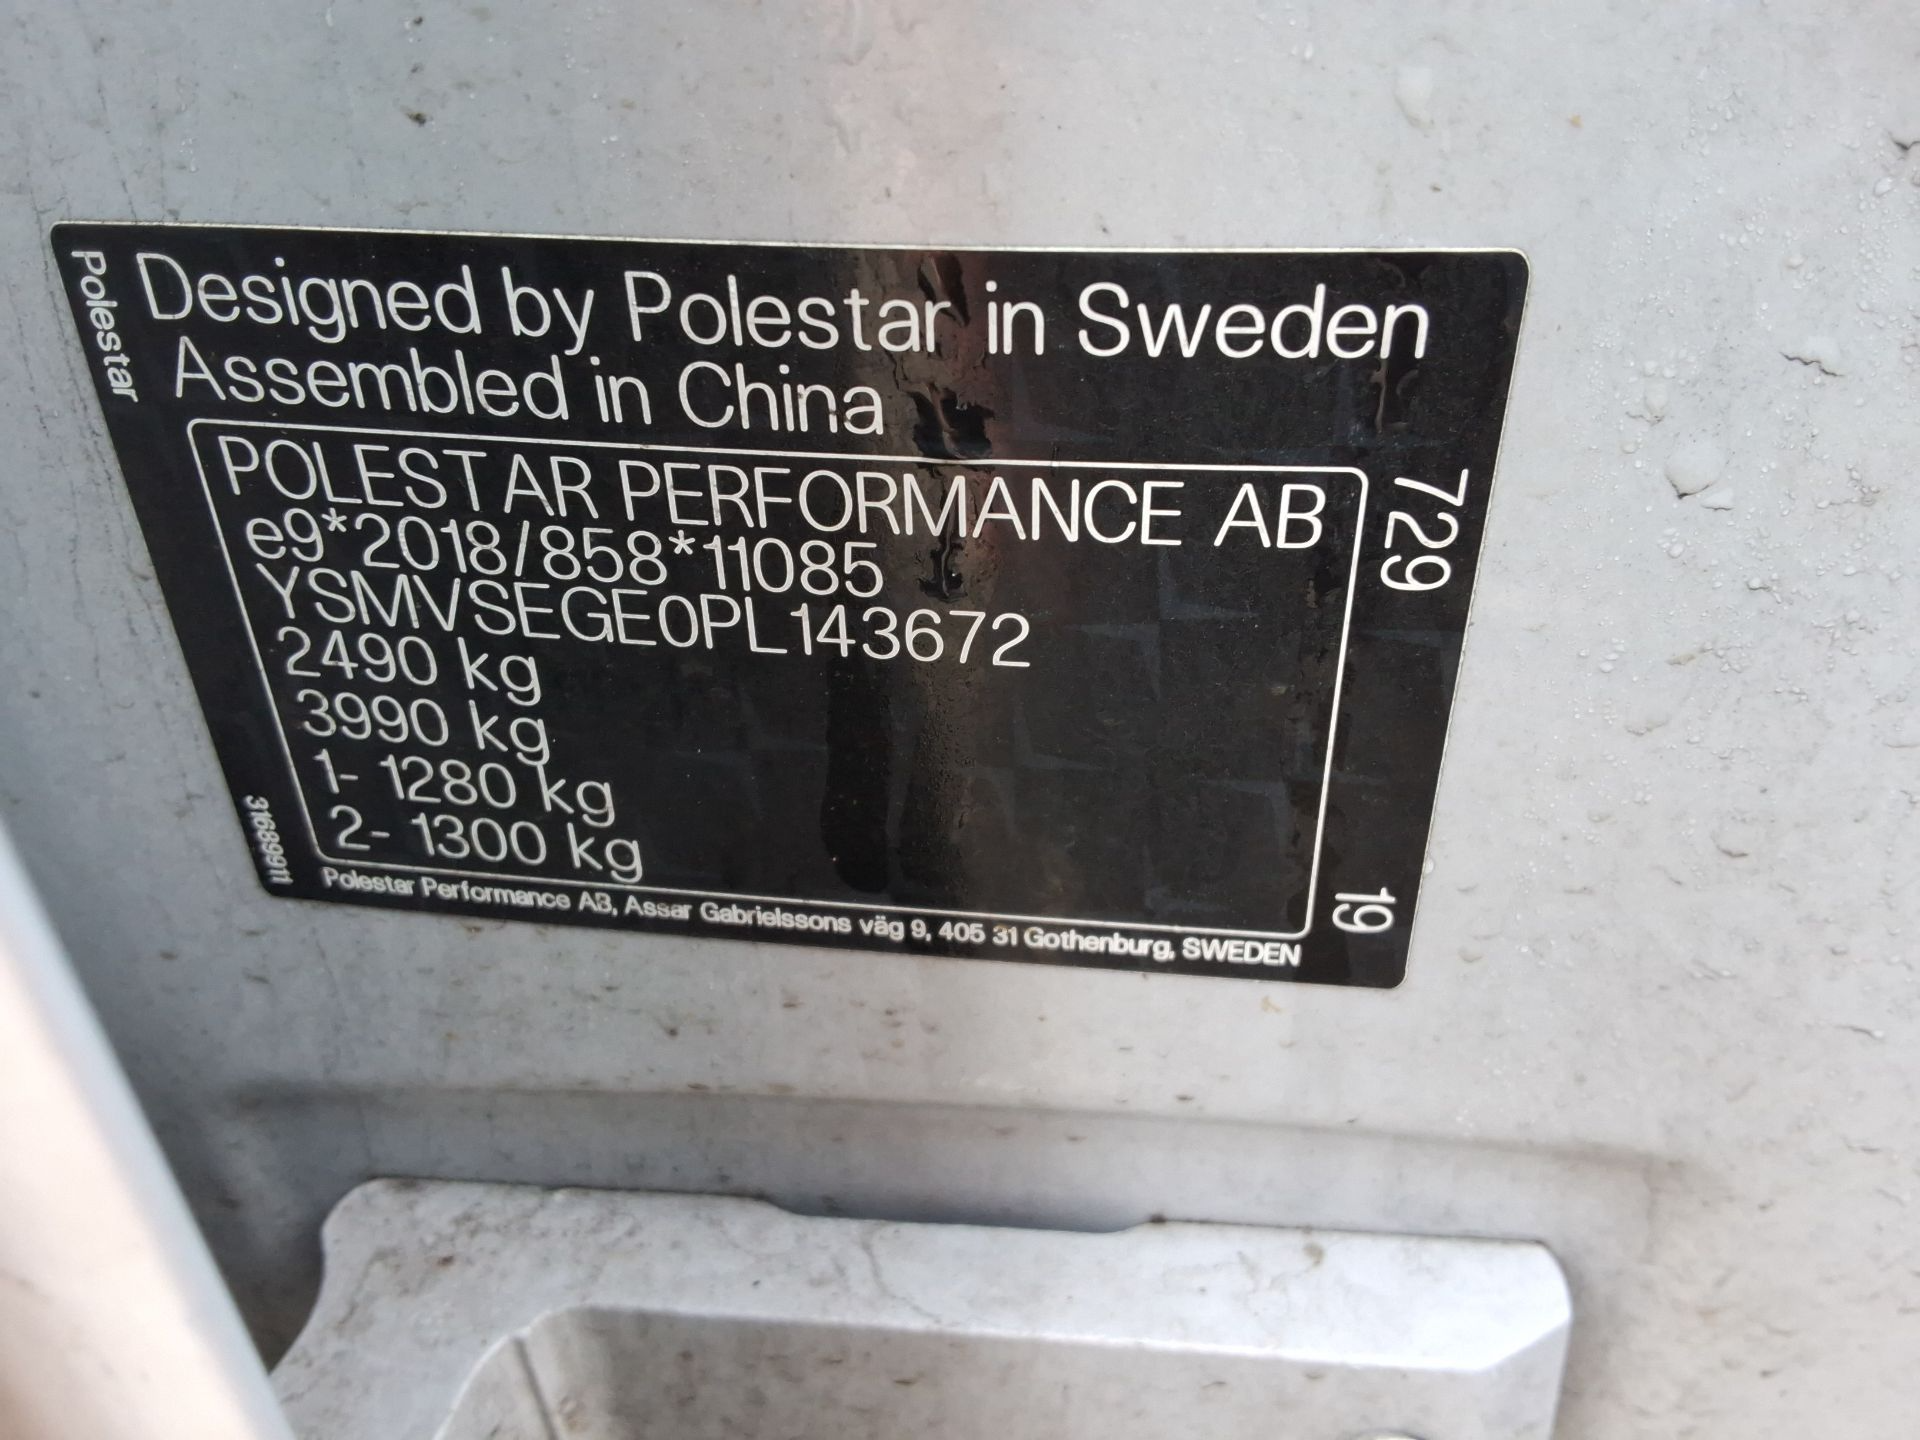 Polestar
Designed by Polestar in Sweden
Assembled in China
POLESTAR PERFORMANCE AB
e9*2018/858*11085
YSMVSEGE0PL143672
2490 kg
3990 kg
1- 1280 kg
2- 1300 kg
729
19
31689911
Polestar Performance AB, Assar Gabrielssons väg 9, 405 31 Gothenburg, SWEDEN